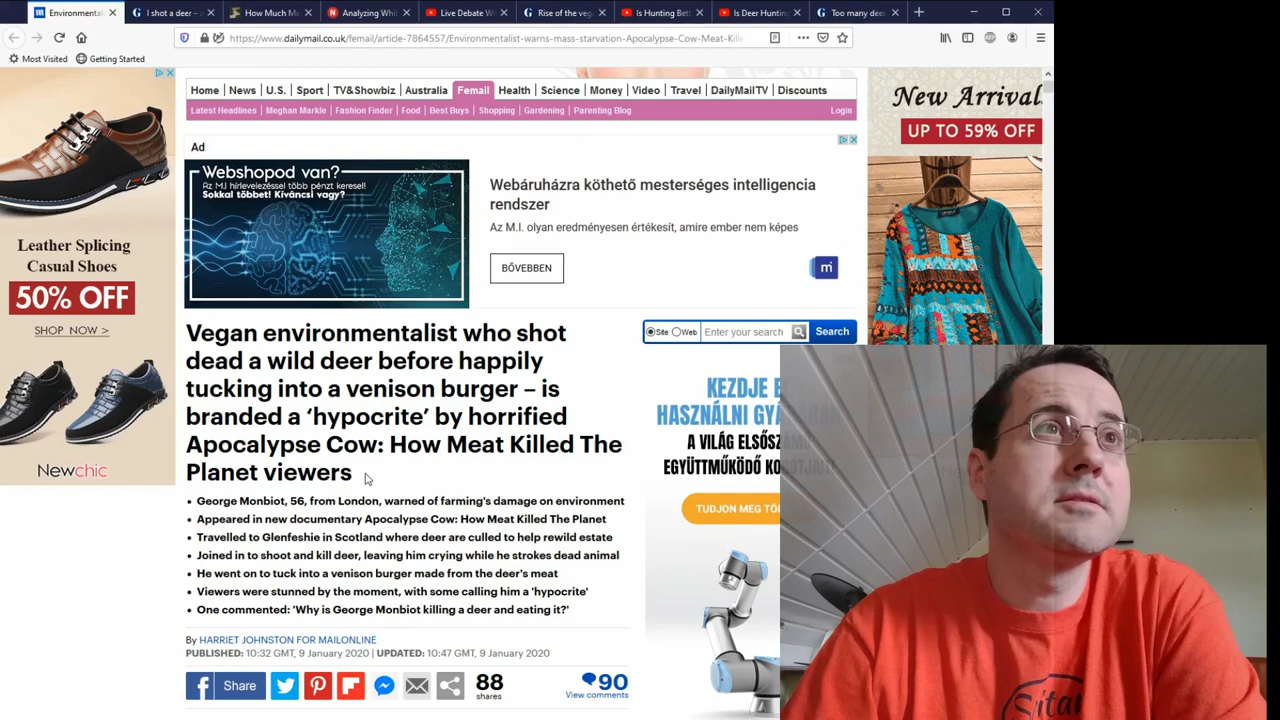 Environmental
I shot a deer –
How Much Me
Analyzing Whi
Live Debate W
Rise of the veg
Is Hunting Bett
Is Deer Huntin
Too many deer
https://www.dailymail.co.uk/femail/article-7864557/Environmentalist-warns-mass-starvation-Apocalypse-Cow-Meat-Kille
Most Visited
Getting Started
Home News U.S. Sport TV&Showbiz Australia Femail Health Science Money Video Travel DailyMailTV Discounts
Latest Headlines Meghan Markle Fashion Finder Food Best Buys Shopping Gardening Parenting Blog Login
Ad
Webshopod van?
Az M.I hírlevelezéssel több pénzt keresel!
Sokkal többet! Kíváncsi vagy?
Webáruházra köthető mesterséges intelligencia
rendszer
Az M.I. olyan eredményesen értékesít, amire ember nem képes
BŐVEBBEN
mi
Leather Splicing
Casual Shoes
50% OFF
SHOP NOW >
Newchic
New Arrival
UP TO 59% OFF
Vegan environmentalist who shot
dead a wild deer before happily
tucking into a venison burger – is
branded a ‘hypocrite’ by horrified
Apocalypse Cow: How Meat Killed The
Planet viewers
• George Monbiot, 56, from London, warned of farming's damage on environment
• Appeared in new documentary Apocalypse Cow: How Meat Killed The Planet
• Travelled to Glenfeshie in Scotland where deer are culled to help rewild estate
• Joined in to shoot and kill deer, leaving him crying while he strokes dead animal
• He went on to tuck into a venison burger made from the deer's meat
• Viewers were stunned by the moment, with some calling him a 'hypocrite'
• One commented: 'Why is George Monbiot killing a deer and eating it?'
By HARRIET JOHNSTON FOR MAILONLINE
PUBLISHED: 10:32 GMT, 9 January 2020 | UPDATED: 10:47 GMT, 9 January 2020
Share
88
shares
90
View comments
Site Web Enter your search Search
KEZDJE
HASZNÁLNI
A VILÁG ELSŐSZÁM
EGYÜTTMŰKÖDŐ
TUDJON MEG TÖ